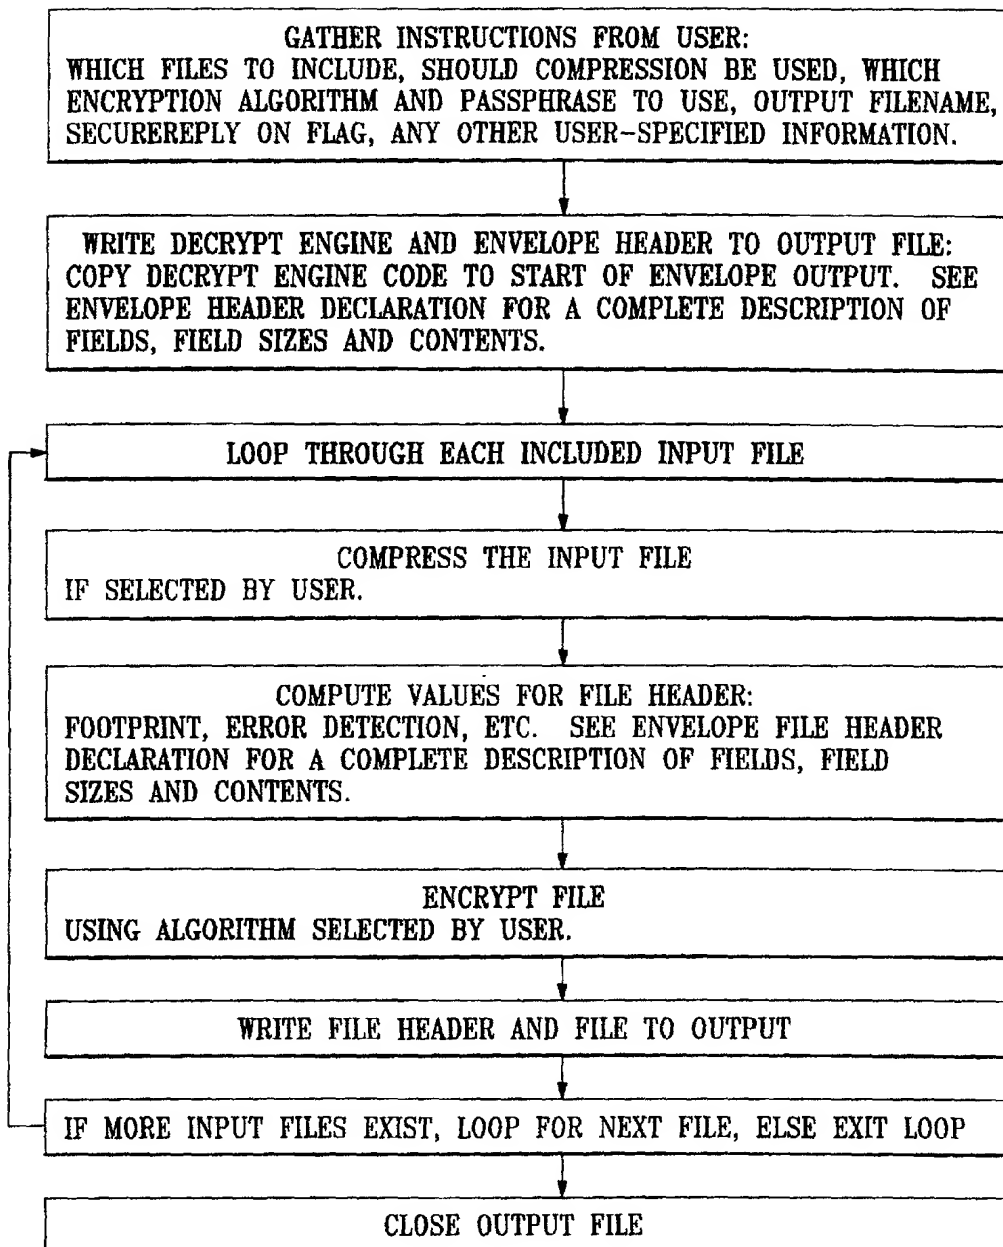 GATHER INSTRUCTIONS FROM USER:
WHICH FILES TO INCLUDE, SHOULD COMPRESSION BE USED, WHICH
ENCRYPTION ALGORITHM AND PASSPHRASE TO USE, OUTPUT FILENAME,
SECUREREPLY ON FLAG, ANY OTHER USER-SPECIFIED INFORMATION.
WRITE DECRYPT ENGINE AND ENVELOPE HEADER TO OUTPUT FILE:
COPY DECRYPT ENGINE CODE TO START OF ENVELOPE OUTPUT. SEE
ENVELOPE HEADER DECLARATION FOR A COMPLETE DESCRIPTION OF
FIELDS, FIELD SIZES AND CONTENTS.
LOOP THROUGH EACH INCLUDED INPUT FILE
COMPRESS THE INPUT FILE
IF SELECTED BY USER.
COMPUTE VALUES FOR FILE HEADER:
FOOTPRINT, ERROR DETECTION, ETC. SEE ENVELOPE FILE HEADER
DECLARATION FOR A COMPLETE DESCRIPTION OF FIELDS, FIELD
SIZES AND CONTENTS.
ENCRYPT FILE
USING ALGORITHM SELECTED BY USER.
WRITE FILE HEADER AND FILE TO OUTPUT
IF MORE INPUT FILES EXIST, LOOP FOR NEXT FILE, ELSE EXIT LOOP
CLOSE OUTPUT FILE